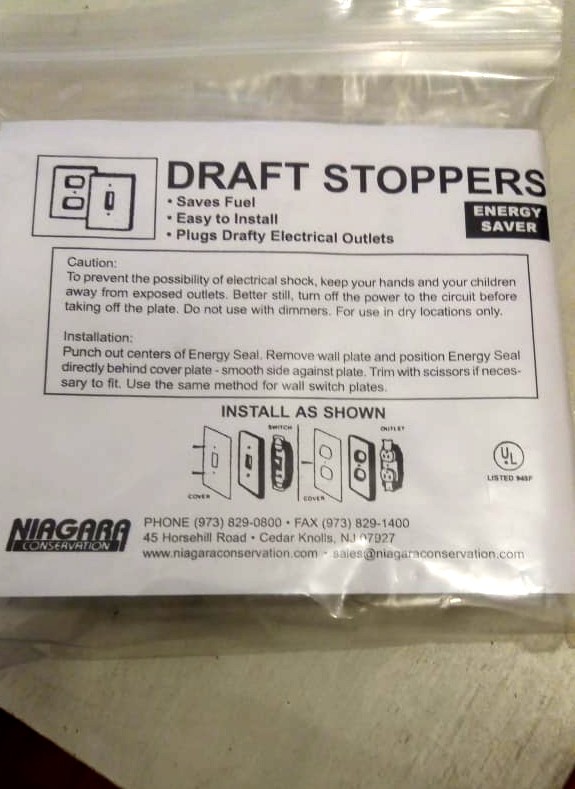 DRAFT STOPPERS
• Saves Fuel
• Easy to Install
• Plugs Drafty Electrical Outlets
ENERGY
SAVER
Caution:
To prevent the possibility of electrical shock, keep your hands and your children
away from exposed outlets. Better still, turn off the power to the circuit before
taking off the plate. Do not use with dimmers. For use in dry locations only.
Installation:
Punch out centers of Energy Seal. Remove wall plate and position Energy Seal
directly behind cover plate - smooth side against plate. Trim with scissors if neces-
sary to fit. Use the same method for wall switch plates.
INSTALL AS SHOWN
SWITCH
OUTLET
COVER
COVER
UL
LISTED
NIAGARA
CONSERVATION
PHONE (973) 829-0800 • FAX (973) 829-1400
45 Horsehill Road • Cedar Knolls, NJ 07927
www.niagaraconservation.com • sales@niagaraconservation.com